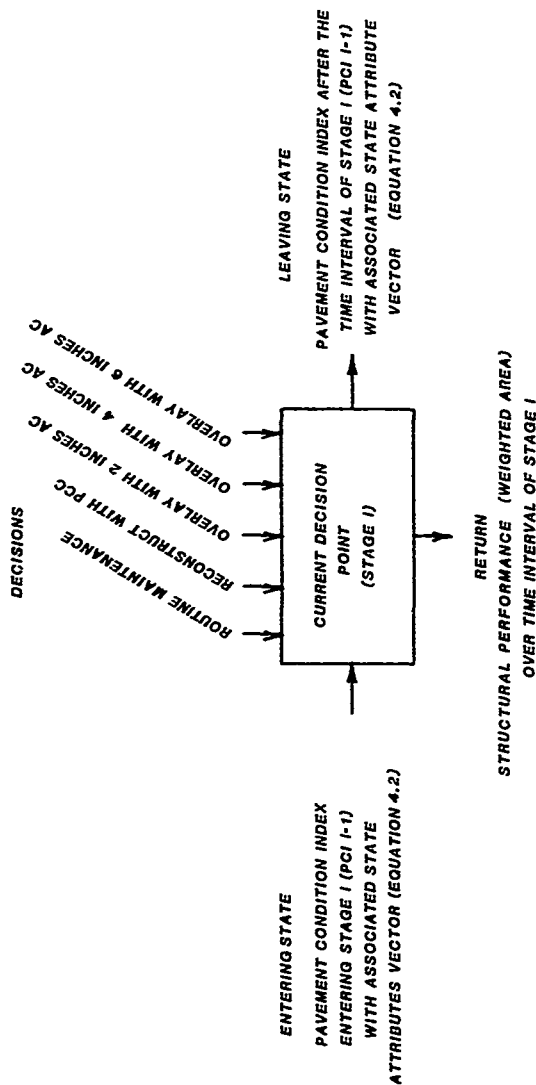 DECISIONS
ROUTINE MAINTENANCE
RECONSTRUCT WITH PCC
OVERLAY WITH 2 INCHES AC
OVERLAY WITH 4 INCHES AC
OVERLAY WITH 6 INCHES AC
ENTERING STATE
PAVEMENT CONDITION INDEX
ENTERING STAGE I (PCI I-1)
WITH ASSOCIATED STATE
ATTRIBUTES VECTOR (EQUATION 4.2)
CURRENT DECISION
POINT
(STAGE I)
LEAVING STATE
PAVEMENT CONDITION INDEX AFTER THE
TIME INTERVAL OF STAGE I (PCI I-1)
WITH ASSOCIATED STATE ATTRIBUTE
VECTOR (EQUATION 4.2)
RETURN
STRUCTURAL PERFORMANCE (WEIGHTED AREA)
OVER TIME INTERVAL OF STAGE I